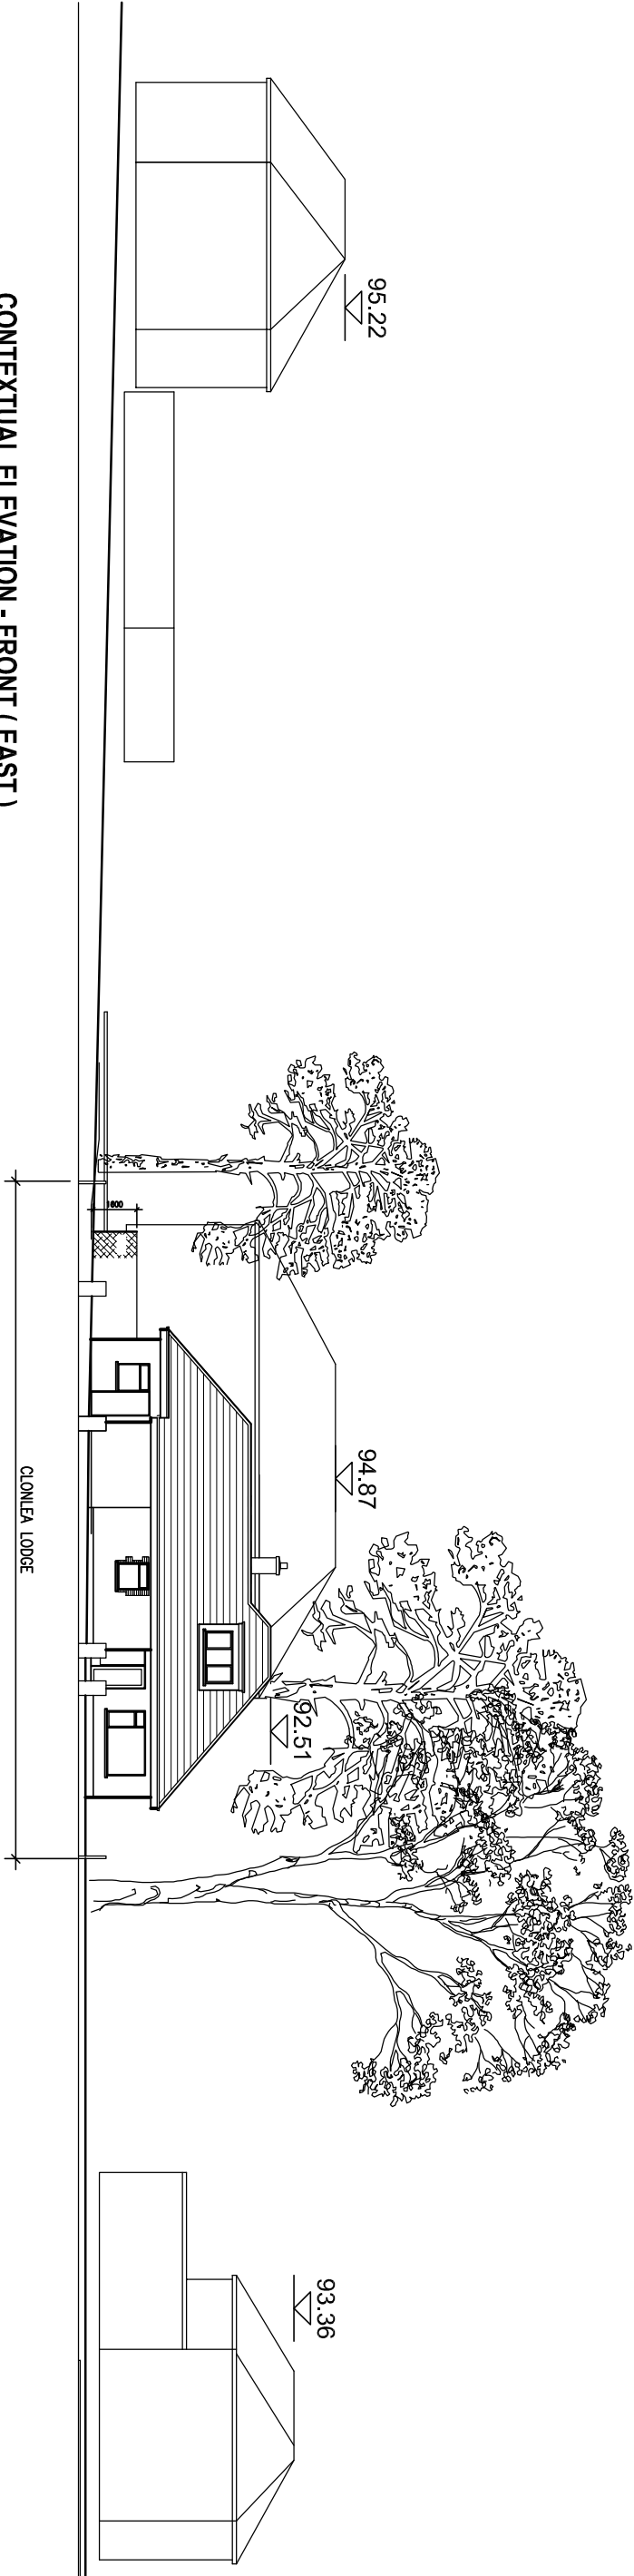 95.22
94.87
92.51
93.36
1800
CLONLEA LODGE
CONTEXTUAL ELEVATION - FRONT ( EAST )